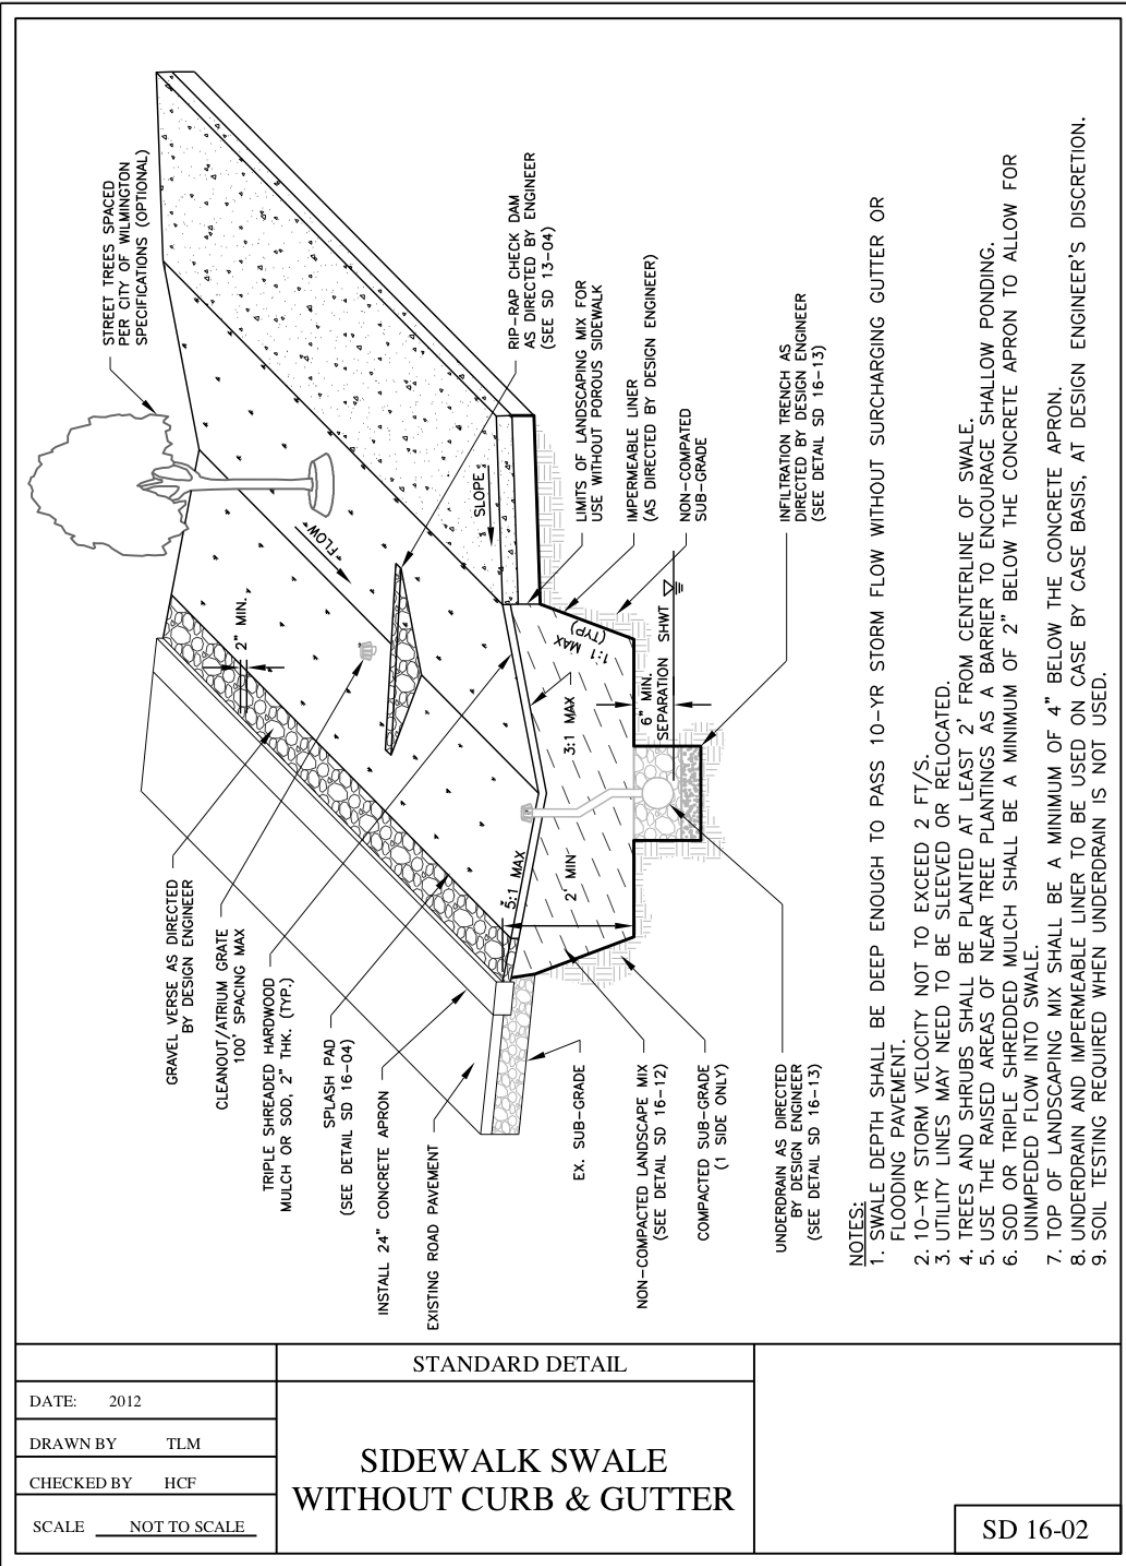 STREET TREES SPACED
PER CITY OF WILMINGTON
SPECIFICATIONS (OPTIONAL)
RIP-RAP CHECK DAM
AS DIRECTED BY ENGINEER
(SEE SD 13-04)
LIMITS OF LANDSCAPING MIX FOR
USE WITHOUT POROUS SIDEWALK
IMPERMEABLE LINER
(AS DIRECTED BY DESIGN ENGINEER)
NON-COMPATED
SUB-GRADE
INFILTRATION TRENCH AS
DIRECTED BY DESIGN ENGINEER
(SEE DETAIL SD 16-13)
FLOW
SLOPE
2" MIN.
1:1 MAX
(TYP)
3:1 MAX
6" MIN.
SEPARATION
SHWT
5:1 MAX
2' MIN
GRAVEL VERSE AS DIRECTED
BY DESIGN ENGINEER
CLEANOUT/ATRIUM GRATE
100' SPACING MAX
TRIPLE SHREADED HARDWOOD
MULCH OR SOD, 2" THK. (TYP.)
SPLASH PAD
(SEE DETAIL SD 16-04)
INSTALL 24" CONCRETE APRON
EXISTING ROAD PAVEMENT
EX. SUB-GRADE
NON-COMPACTED LANDSCAPE MIX
(SEE DETAIL SD 16-12)
COMPACTED SUB-GRADE
(1 SIDE ONLY)
UNDERDRAIN AS DIRECTED
BY DESIGN ENGINEER
(SEE DETAIL SD 16-13)
NOTES:
1. SWALE DEPTH SHALL BE DEEP ENOUGH TO PASS 10-YR STORM FLOW WITHOUT SURCHARGING GUTTER OR
FLOODING PAVEMENT.
2. 10-YR STORM VELOCITY NOT TO EXCEED 2 FT/S.
3. UTILITY LINES MAY NEED TO BE SLEEVED OR RELOCATED.
4. TREES AND SHRUBS SHALL BE PLANTED AT LEAST 2' FROM CENTERLINE OF SWALE.
5. USE THE RAISED AREAS OF NEAR TREE PLANTINGS AS A BARRIER TO ENCOURAGE SHALLOW PONDING.
6. SOD OR TRIPLE SHREDDED MULCH SHALL BE A MINIMUM OF 2" BELOW THE CONCRETE APRON TO ALLOW FOR
UNIMPEDED FLOW INTO SWALE.
7. TOP OF LANDSCAPING MIX SHALL BE A MINIMUM OF 4" BELOW THE CONCRETE APRON.
8. UNDERDRAIN AND IMPERMEABLE LINER TO BE USED ON CASE BY CASE BASIS, AT DESIGN ENGINEER'S DISCRETION.
9. SOIL TESTING REQUIRED WHEN UNDERDRAIN IS NOT USED.
DATE: 2012
DRAWN BY TLM
CHECKED BY HCF
SCALE NOT TO SCALE
STANDARD DETAIL
SIDEWALK SWALE
WITHOUT CURB & GUTTER
SD 16-02